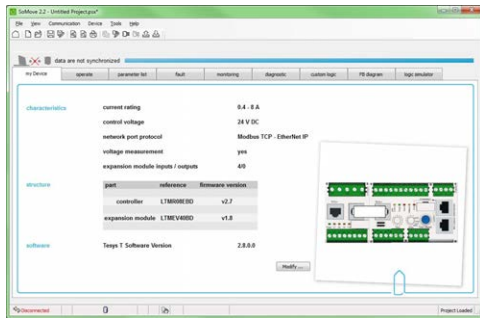 SoMove 2.2 - Untitled Project.psx*
File View Communication Device Tools Help
data are not synchronized
my Device operate parameter list fault monitoring diagnostic custom logic FB diagram logic simulator
characteristics
current rating 0.4 - 8 A
control voltage 24 V DC
network port protocol Modbus TCP - EtherNet IP
voltage measurement yes
expansion module inputs / outputs 4/0
structure
part reference firmware version
controller LTMR08EBD v2.7
expansion module LTMEV40BD v1.8
software
Tesys T Software Version 2.8.0.0
Modify ...
Disconnected
Project Loaded